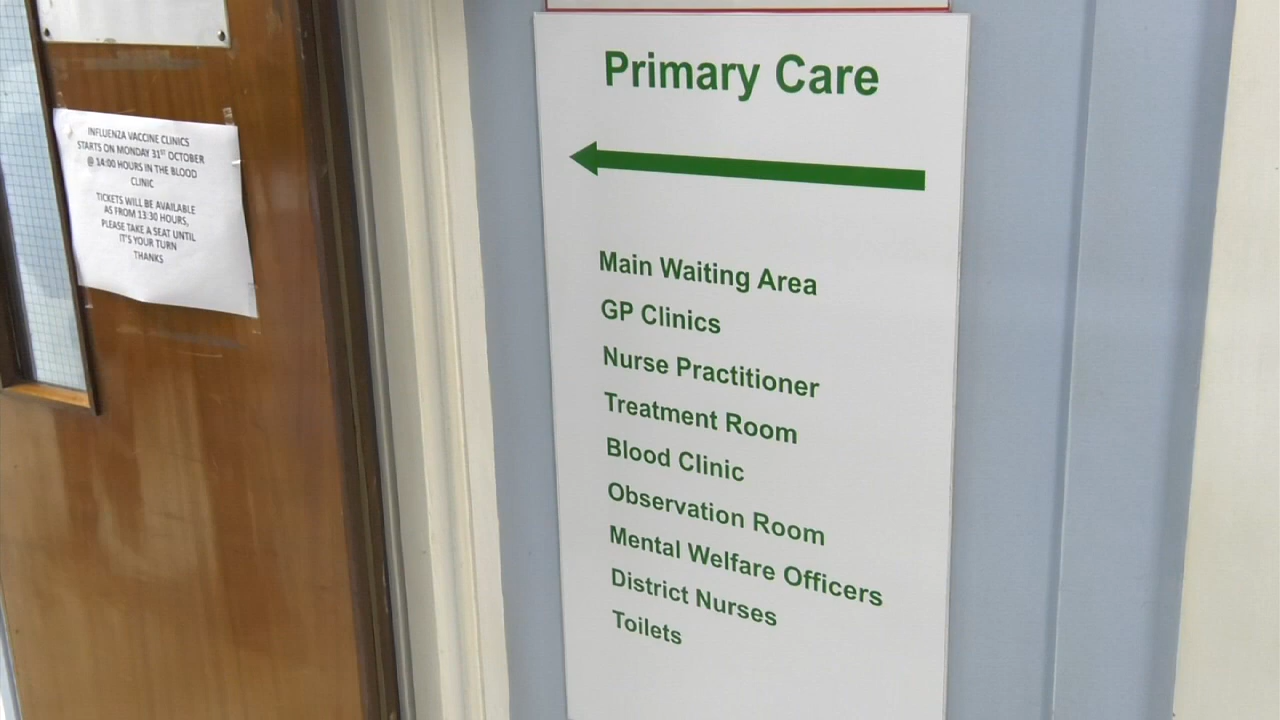 INFLUENZA VACCINE CLINICS
STARTS ON MONDAY 31ST OCTOBER
@ 14:00 HOURS IN THE BLOOD
CLINIC
TICKETS WILL BE AVAILABLE
AS FROM 13:30 HOURS,
PLEASE TAKE A SEAT UNTIL
IT'S YOUR TURN
THANKS
Primary Care
Main Waiting Area
GP Clinics
Nurse Practitioner
Treatment Room
Blood Clinic
Observation Room
Mental Welfare Officers
District Nurses
Toilets